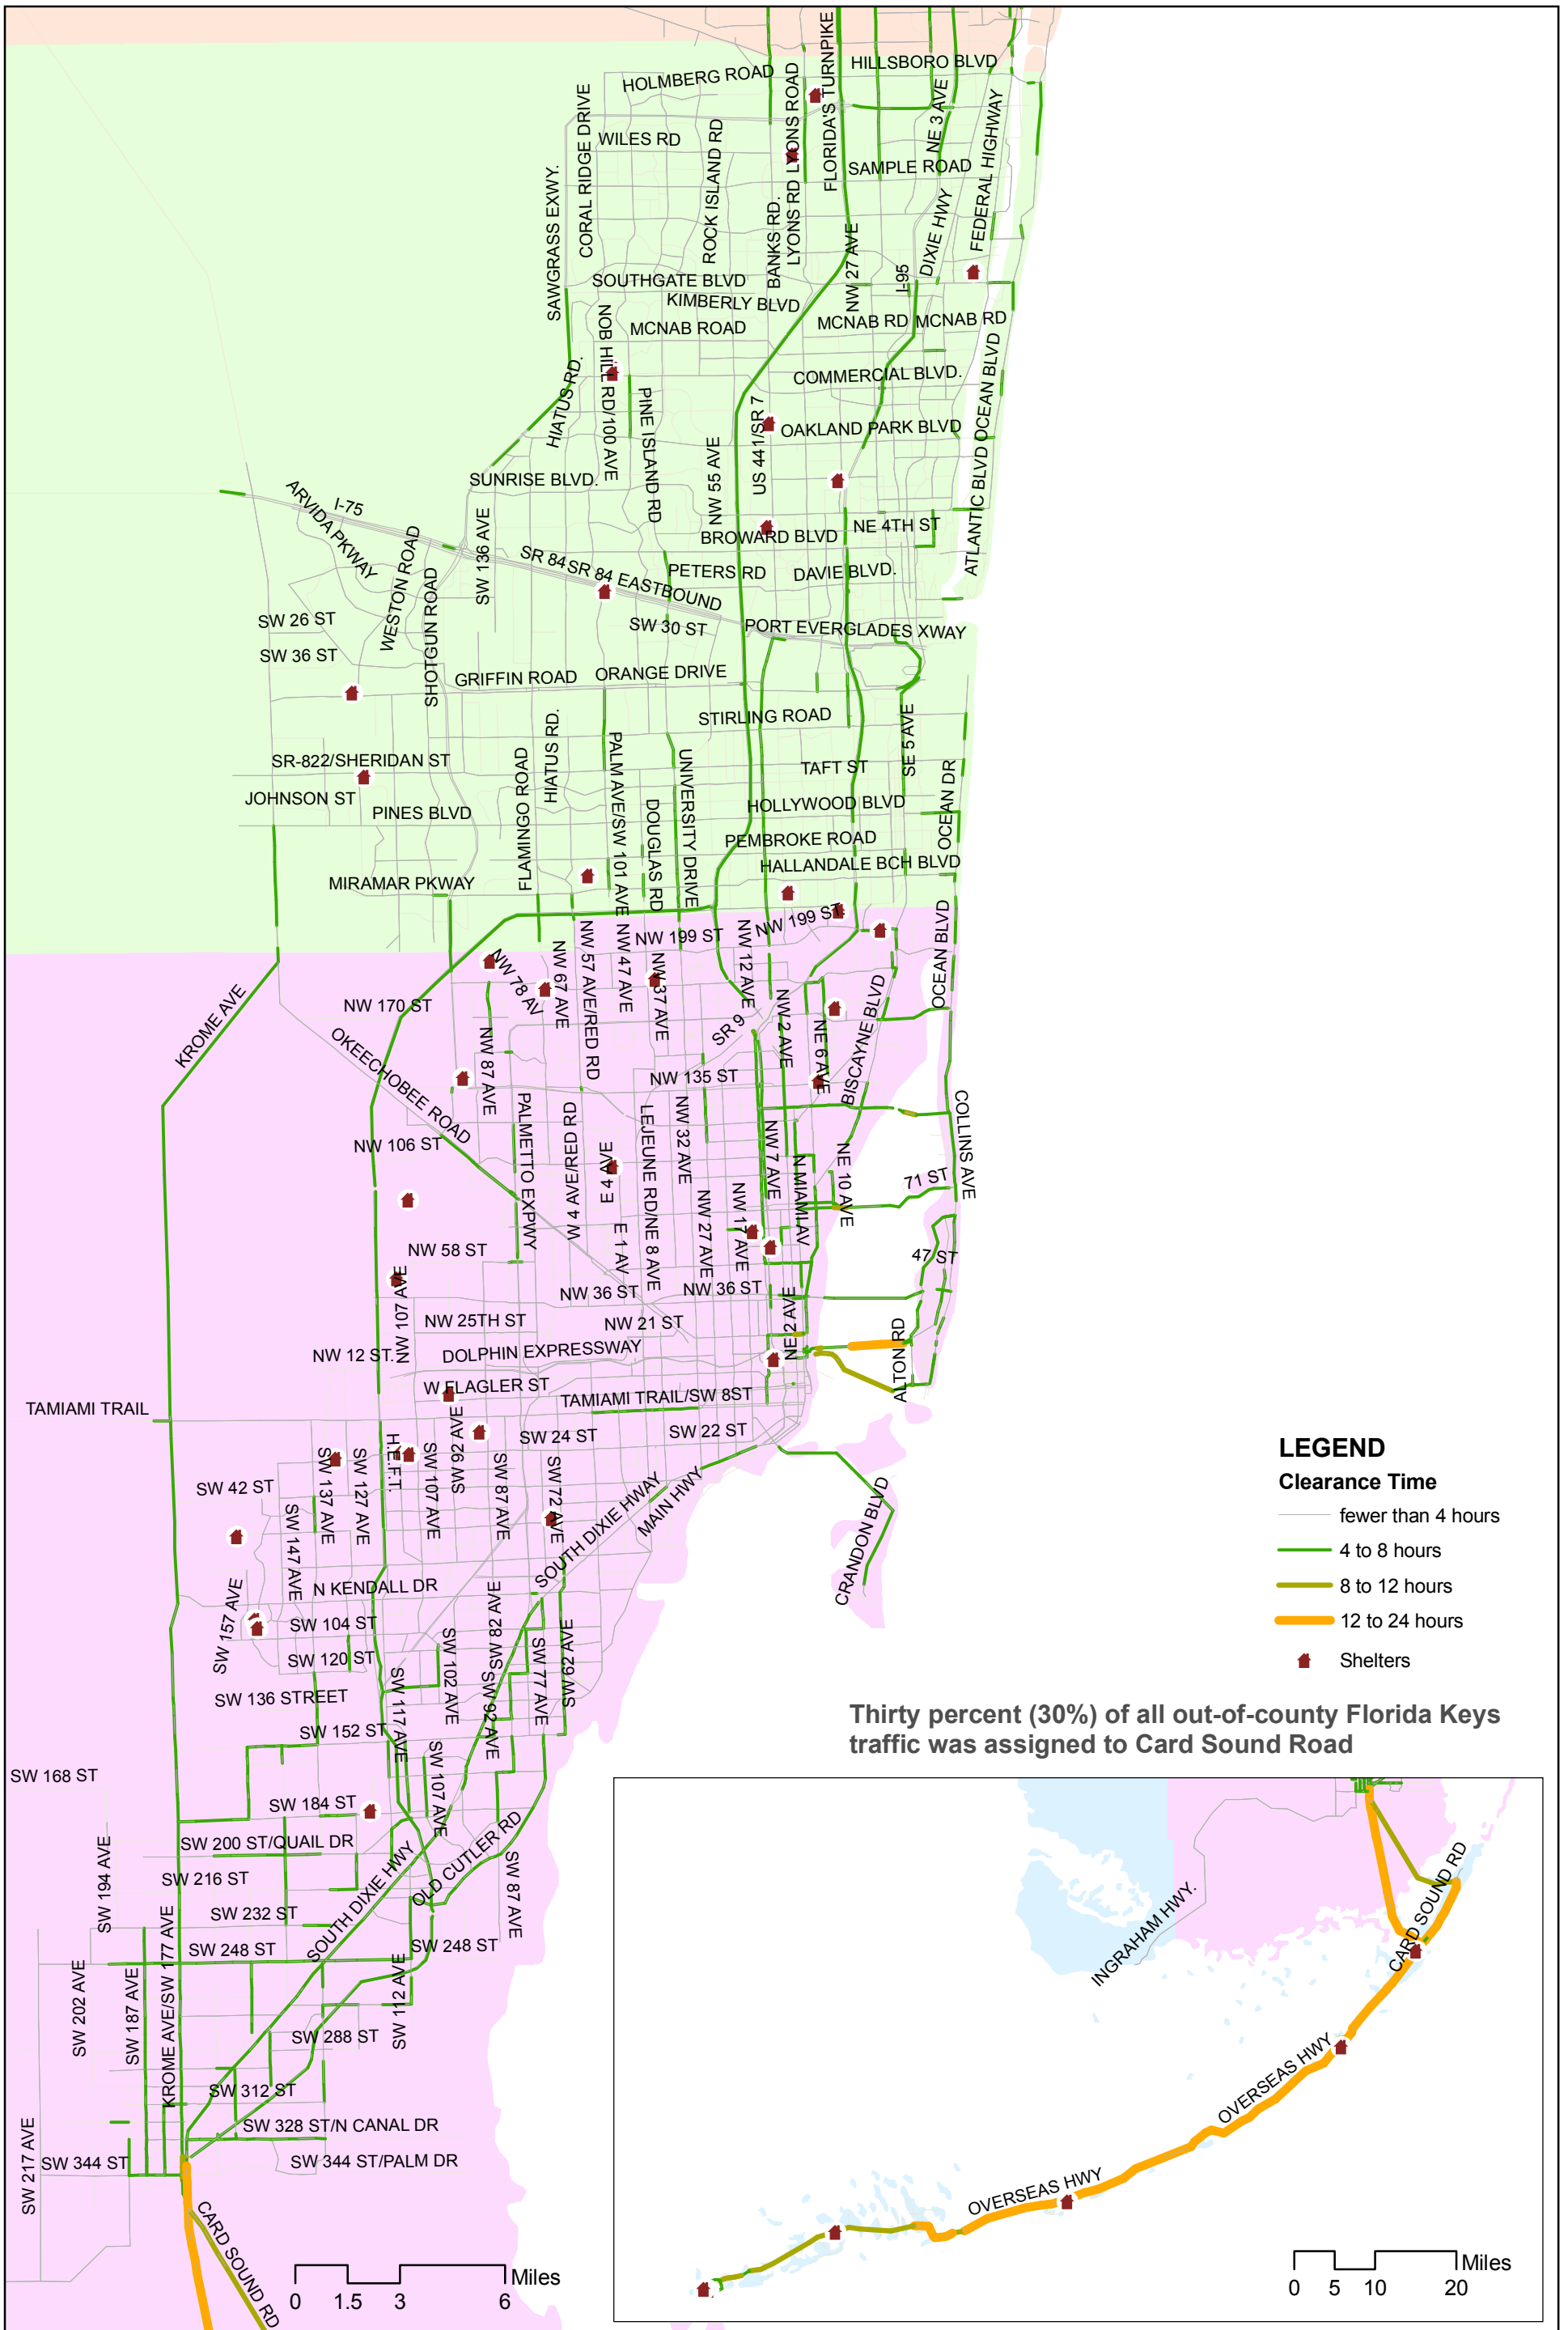 HILLSBORO BLVD
HOLMBERG ROAD
FLORIDA'S TURNPIKE
LYONS ROAD
CORAL RIDGE DRIVE
WILES RD
ROCK ISLAND RD
NE 3 AVE
FEDERAL HIGHWAY
SAMPLE ROAD
SAWGRASS EXWY.
BANKS RD.
LYONS RD
DIXIE HWY
NW 27 AVE
I-95
SOUTHGATE BLVD
KIMBERLY BLVD
MCNAB ROAD
MCNAB RD
MCNAB RD
NOB HILL RD/100 AVE
HIATUS RD.
COMMERCIAL BLVD.
OCEAN BLVD
PINE ISLAND RD
US 441/SR 7
OAKLAND PARK BLVD
NW 55 AVE
SUNRISE BLVD.
ATLANTIC BLVD
ARVIDA PKWAY
I-75
SW 136 AVE
WESTON ROAD
NE 4TH ST
BROWARD BLVD
SR 84
SR 84 EASTBOUND
PETERS RD
DAVIE BLVD.
SHOTGUN ROAD
SW 26 ST
SW 30 ST
PORT EVERGLADES XWAY
SW 36 ST
GRIFFIN ROAD
ORANGE DRIVE
STIRLING ROAD
SE 5 AVE
SR-822/SHERIDAN ST
HIATUS RD.
PALM AVE/SW 101 AVE
UNIVERSITY DRIVE
TAFT ST
OCEAN DR
JOHNSON ST
PINES BLVD
FLAMINGO ROAD
DOUGLAS RD
HOLLYWOOD BLVD
PEMBROKE ROAD
HALLANDALE BCH BLVD
MIRAMAR PKWAY
NW 199 ST
NW 199 ST
NW 12 AVE
OCEAN BLVD
NW 78 AV
NW 67 AVE
NW 57 AVE/RED RD
NW 47 AVE
NW 37 AVE
KROME AVE
NW 170 ST
OKEECHOBEE ROAD
NW 87 AVE
SR 9
NW 2 AVE
NE 6 AVE
BISCAYNE BLVD
NW 135 ST
PALMETTO EXPWY
W 4 AVE/RED RD
LEJEUNE RD/NE 8 AVE
NW 32 AVE
NW 7 AVE
COLLINS AVE
NW 106 ST
E 4 AVE
N MIAMI AV
NE 10 AVE
71 ST
NW 27 AVE
NW 17 AVE
E 1 AV
NW 58 ST
47 ST
NW 107 AVE
NW 36 ST
NW 36 ST
NE 2 AVE
NW 25TH ST
NW 21 ST
NW 12 ST.
DOLPHIN EXPRESSWAY
ALTON RD
W FLAGLER ST
TAMIAMI TRAIL/SW 8ST
TAMIAMI TRAIL
SW 92 AVE
SW 24 ST
SW 22 ST
H.E.F.T.
SW 137 AVE
SW 127 AVE
SW 107 AVE
SW 87 AVE
SW 72 AVE
SW 42 ST
SW 147 AVE
SOUTH DIXIE HWAY
MAIN HWY
CRANDON BLVD
LEGEND
Clearance Time
fewer than 4 hours
4 to 8 hours
8 to 12 hours
12 to 24 hours
Shelters
N KENDALL DR
SW 157 AVE
SW 104 ST
SW 82 AVE
SW 62 AVE
SW 120 ST
SW 102 AVE
SW 77 AVE
SW 136 STREET
SW 117 AVE
SW 92 AVE
SW 152 ST
Thirty percent (30%) of all out-of-county Florida Keys
traffic was assigned to Card Sound Road
SW 168 ST
SW 107 AVE
SW 184 ST
SW 200 ST/QUAIL DR
OLD CUTLER RD
SW 194 AVE
SW 216 ST
SOUTH DIXIE HWY
SW 87 AVE
SW 232 ST
SW 248 ST
SW 248 ST
KROME AVE/SW 177 AVE
SW 202 AVE
SW 187 AVE
SW 112 AVE
SW 288 ST
SW 312 ST
SW 328 ST/N CANAL DR
SW 217 AVE
SW 344 ST
SW 344 ST/PALM DR
CARD SOUND RD
Miles
0 1.5 3 6
INGRAHAM HWY.
CARD SOUND RD
OVERSEAS HWY
OVERSEAS HWY
Miles
0 5 10 20